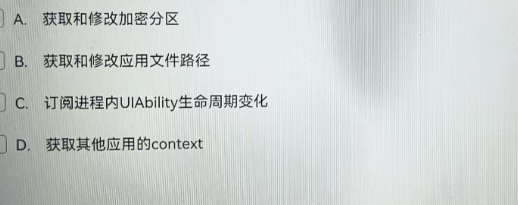 A. 获取和修改加密分区
B. 获取和修改应用文件路径
C. 订阅进程内UIAbility生命周期变化
D. 获取其他应用的context